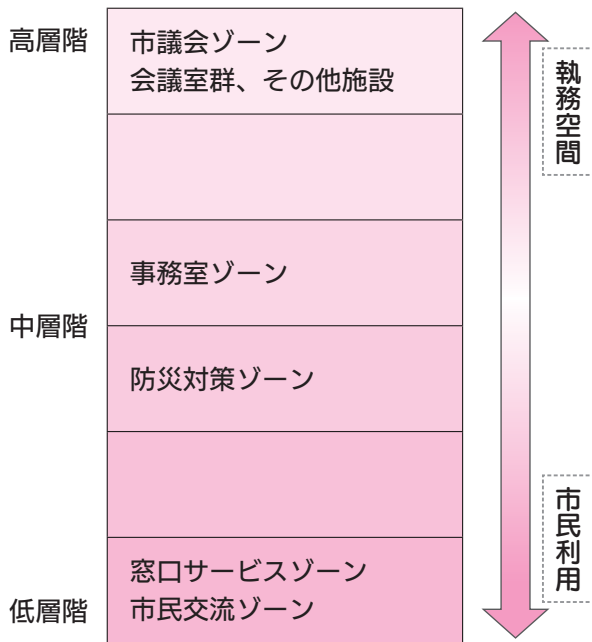 高層階
市議会ゾーン
会議室群、その他施設
執務空間
事務室ゾーン
中層階
防災対策ゾーン
市民利用
窓口サービスゾーン
市民交流ゾーン
低層階